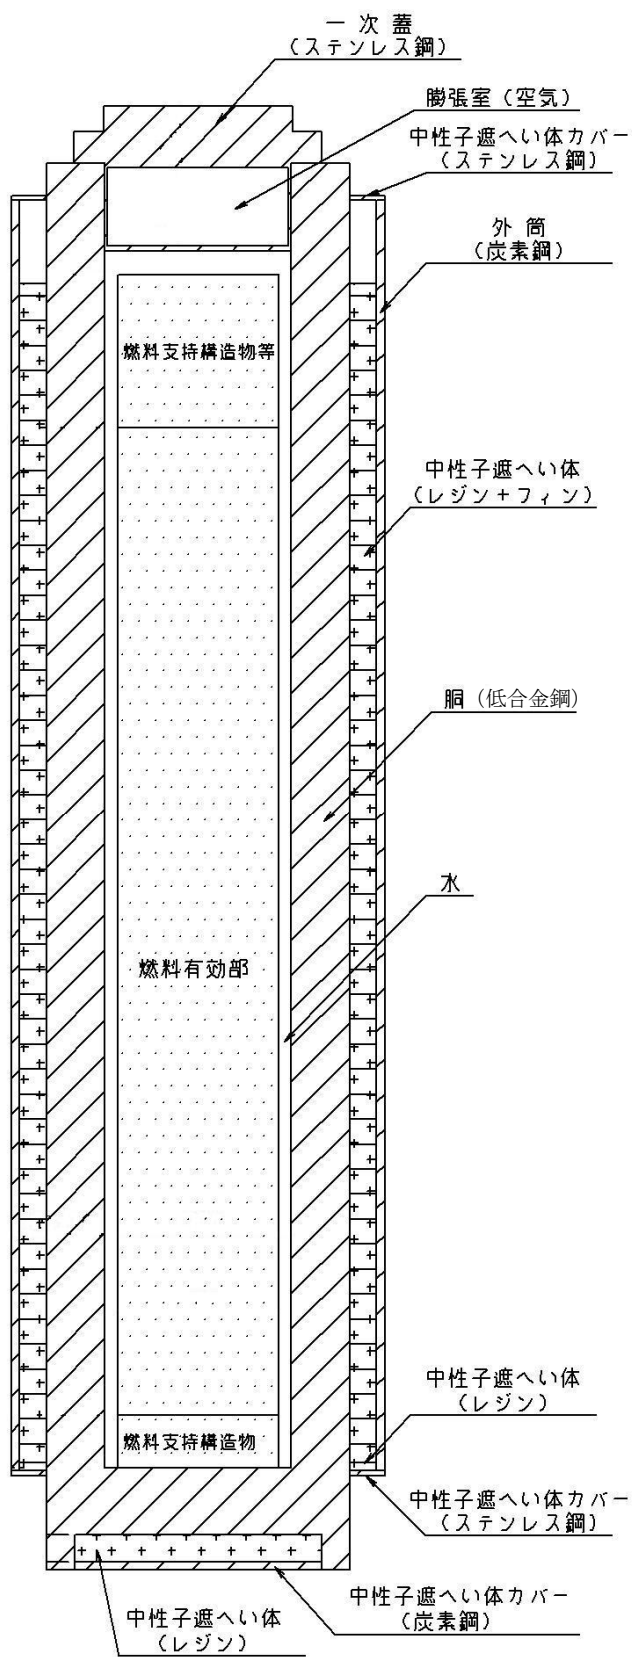 一次蓋
(ステンレス鋼)
膨張室(空気)
中性子遮へい体カバー
(ステンレス鋼)
外筒
(炭素鋼)
燃料支持構造物等
中性子遮へい体
(レジン+フィン)
胴(低合金鋼)
水
燃料有効部
中性子遮へい体
(レジン)
燃料支持構造物
中性子遮へい体カバー
(ステンレス鋼)
中性子遮へい体カバー
(炭素鋼)
中性子遮へい体
(レジン)